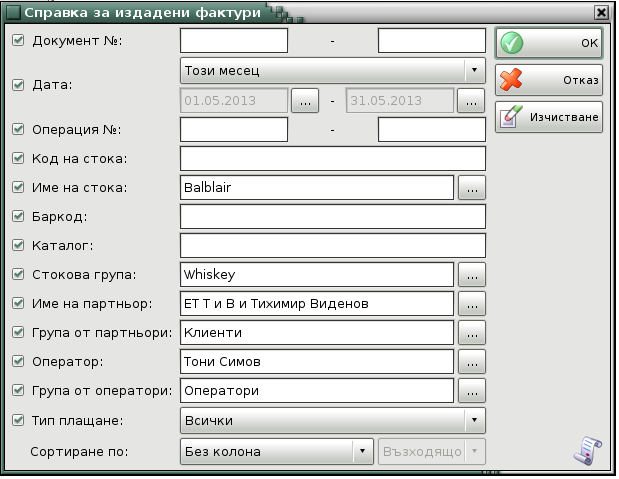 Справка за издадени фактури
Документ №: -
OK
Този месец
Дата:
Отказ
01.05.2013 ... - 31.05.2013 ...
Изчистване
Операция №: -
Код на стока:
Име на стока: Balblair ...
Баркод:
Каталог:
Стокова група: Whiskey ...
Име на партньор: ЕТ Т и В и Тихимир Виденов ...
Група от партньори: Клиенти ...
Оператор: Тони Симов ...
Група от оператори: Оператори ...
Тип плащане: Всички
Сортиране по: Без колона Възходящо